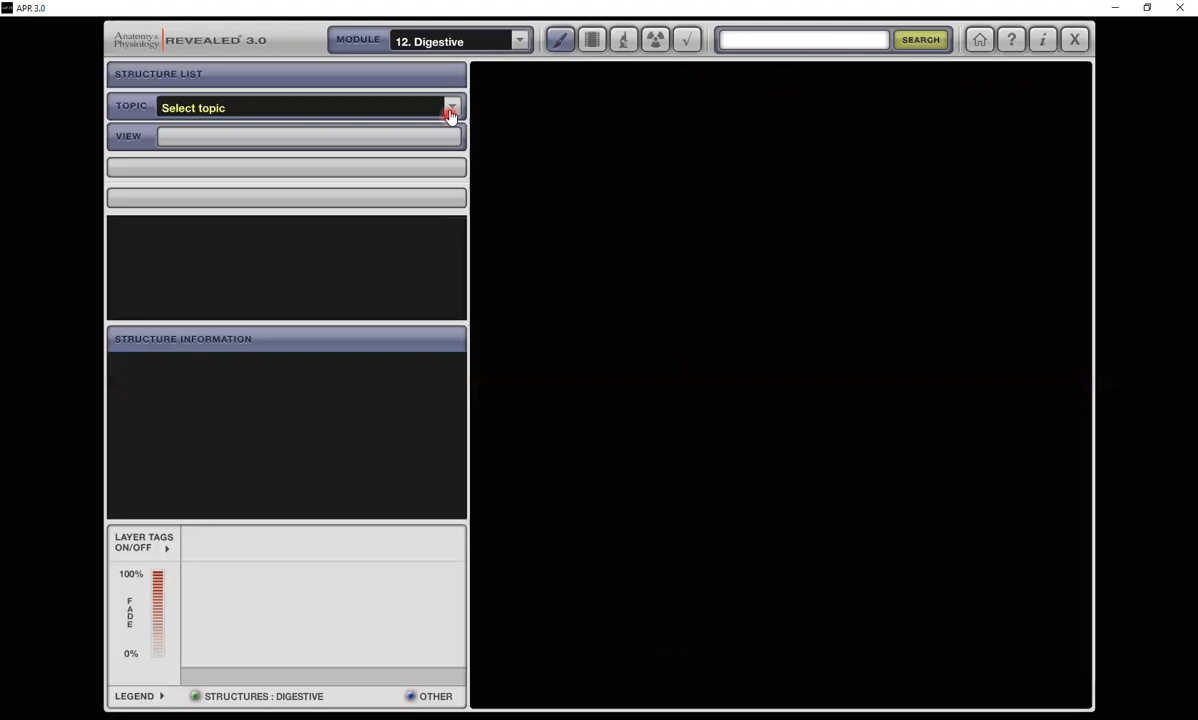 APR 3.0
Anatomy & Physiology | REVEALED® 3.0
MODULE 12. Digestive
√
SEARCH
? i X
STRUCTURE LIST
TOPIC Select topic
VIEW
STRUCTURE INFORMATION
LAYER TAGS
ON/OFF
100%
FADE
0%
LEGEND STRUCTURES : DIGESTIVE OTHER